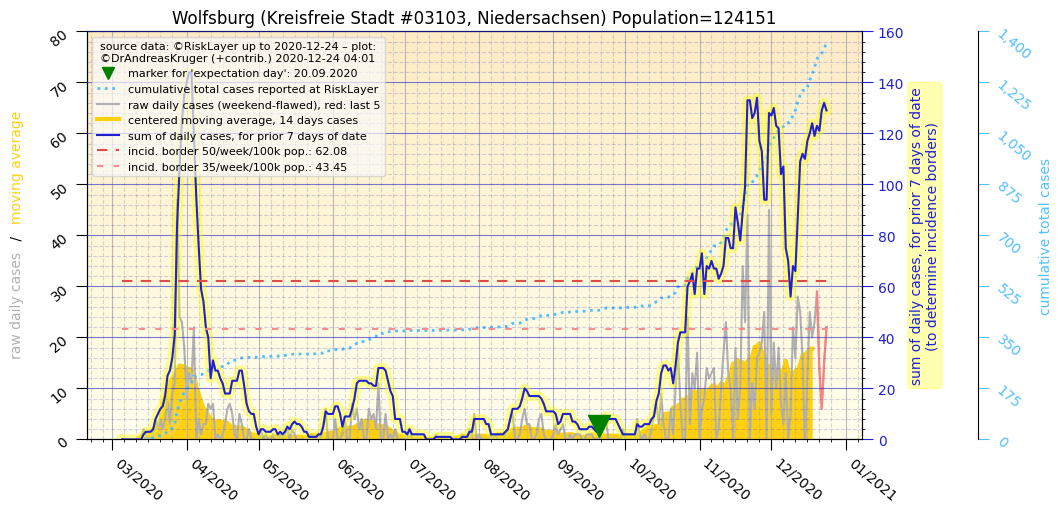 Wolfsburg (Kreisfreie Stadt #03103, Niedersachsen) Population=124151
source data: ©RiskLayer up to 2020-12-24 – plot:
©DrAndreasKruger (+contrib.) 2020-12-24 04:01
marker for 'expectation day': 20.09.2020
cumulative total cases reported at RiskLayer
raw daily cases (weekend-flawed), red: last 5
centered moving average, 14 days cases
sum of daily cases, for prior 7 days of date
incid. border 50/week/100k pop.: 62.08
incid. border 35/week/100k pop.: 43.45
raw daily cases / moving average
80
70
60
50
40
30
20
10
0
03/2020
04/2020
05/2020
06/2020
07/2020
08/2020
09/2020
10/2020
11/2020
12/2020
01/2021
160
140
120
100
80
60
40
20
0
sum of daily cases, for prior 7 days of date
(to determine incidence borders)
1,400
1,225
1,050
875
700
525
350
175
0
cumulative total cases